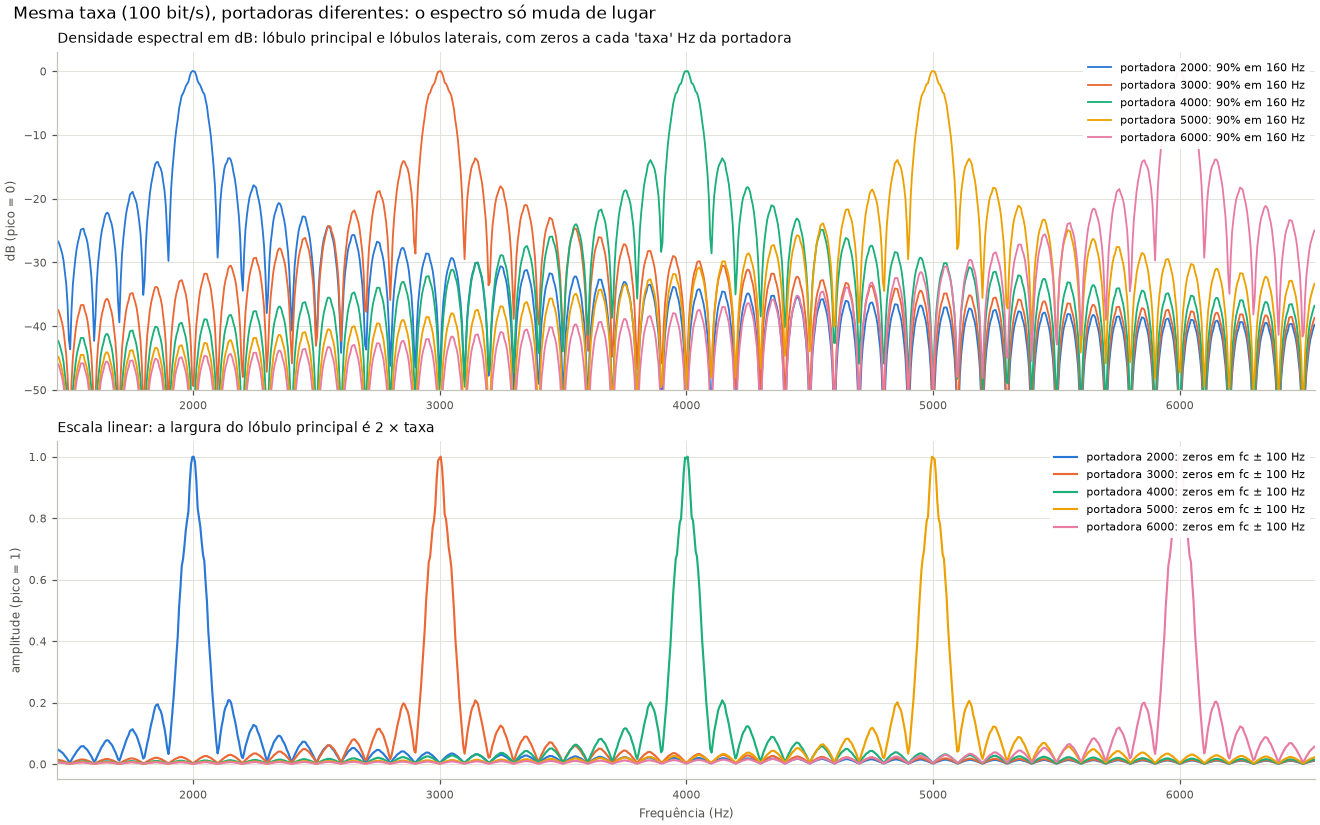 Mesma taxa (100 bit/s), portadoras diferentes: o espectro só muda de lugar
Densidade espectral em dB: lóbulo principal e lóbulos laterais, com zeros a cada 'taxa' Hz da portadora
dB (pico = 0)
0
−10
−20
−30
−40
−50
portadora 2000: 90% em 160 Hz
portadora 3000: 90% em 160 Hz
portadora 4000: 90% em 160 Hz
portadora 5000: 90% em 160 Hz
portadora 6000: 90% em 160 Hz
2000 3000 4000 5000 6000
Escala linear: a largura do lóbulo principal é 2 × taxa
amplitude (pico = 1)
1.0
0.8
0.6
0.4
0.2
0.0
portadora 2000: zeros em fc ± 100 Hz
portadora 3000: zeros em fc ± 100 Hz
portadora 4000: zeros em fc ± 100 Hz
portadora 5000: zeros em fc ± 100 Hz
portadora 6000: zeros em fc ± 100 Hz
2000 3000 4000 5000 6000
Frequência (Hz)